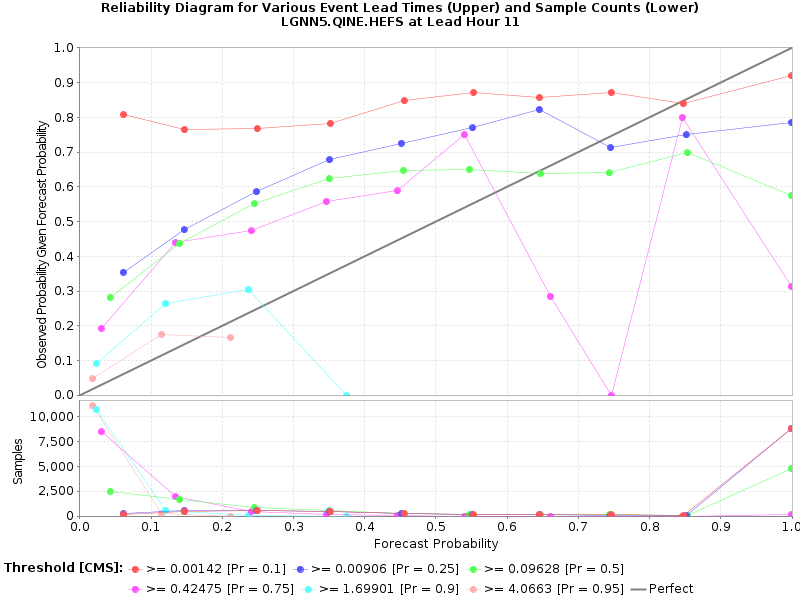 Reliability Diagram for Various Event Lead Times (Upper) and Sample Counts (Lower)
LGNN5.QINE.HEFS at Lead Hour 11
Observed Probability Given Forecast Probability
1.0
0.9
0.8
0.7
0.6
0.5
0.4
0.3
0.2
0.1
0.0
Samples
10,000
7,500
5,000
2,500
0
0.0 0.1 0.2 0.3 0.4 0.5 0.6 0.7 0.8 0.9 1.0
Forecast Probability
Threshold [CMS]: >= 0.00142 [Pr = 0.1] >= 0.00906 [Pr = 0.25] >= 0.09628 [Pr = 0.5]
>= 0.42475 [Pr = 0.75] >= 1.69901 [Pr = 0.9] >= 4.0663 [Pr = 0.95] Perfect